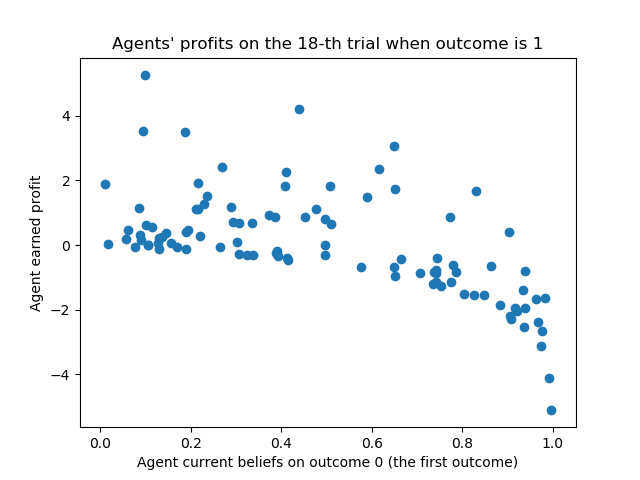 Agents' profits on the 18-th trial when outcome is 1
Agent earned profit
4
2
0
−2
−4
0.0 0.2 0.4 0.6 0.8 1.0
Agent current beliefs on outcome 0 (the first outcome)